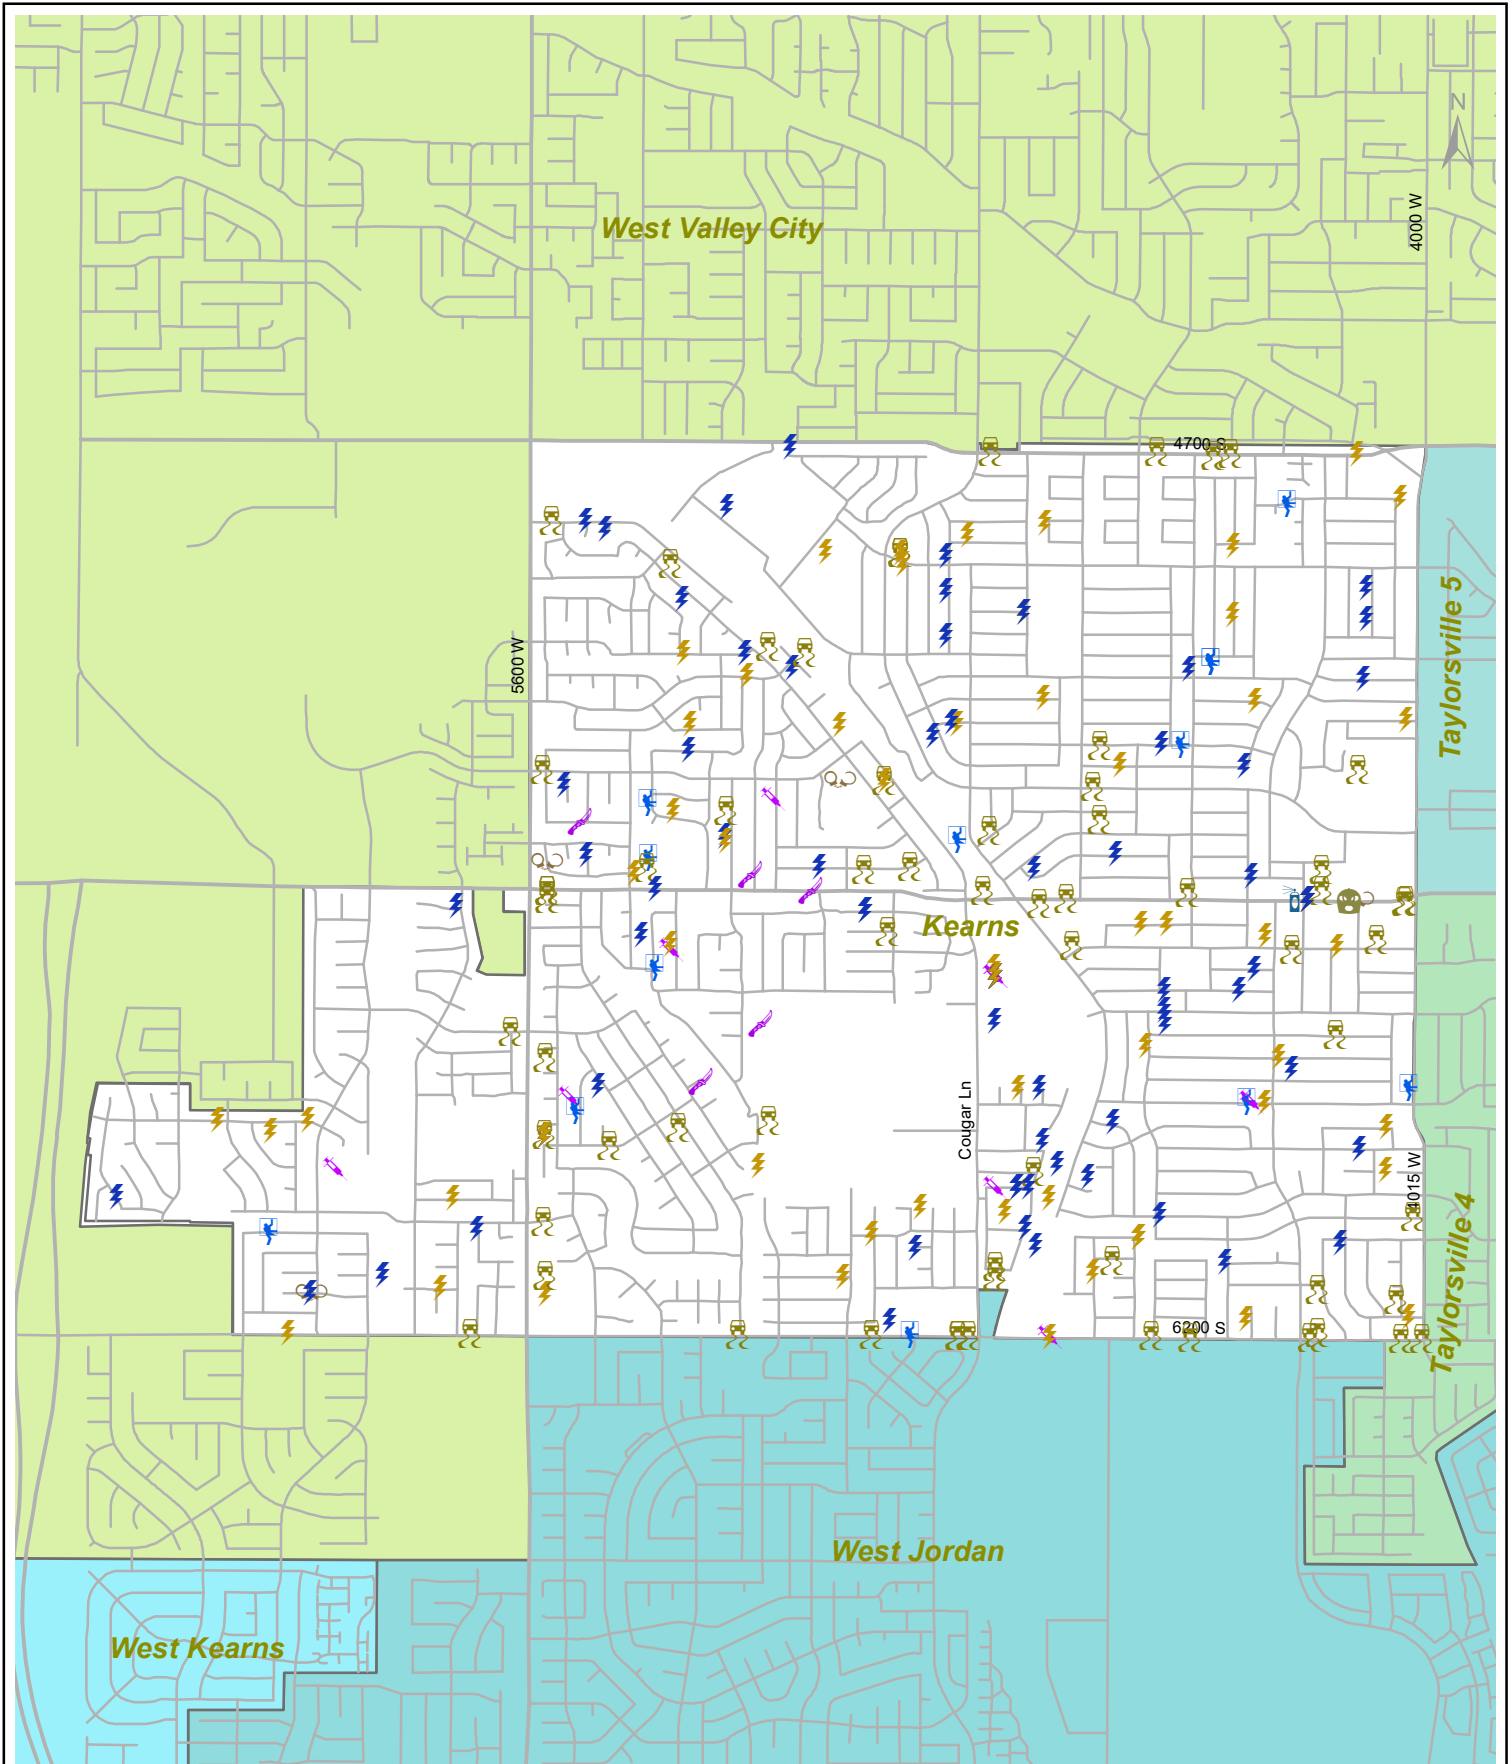 N
4000 W
West Valley City
4700 S
Taylorsville 5
5600 W
Kearns
Cougar Ln
4015 W
Taylorsville 4
6200 S
West Jordan
West Kearns